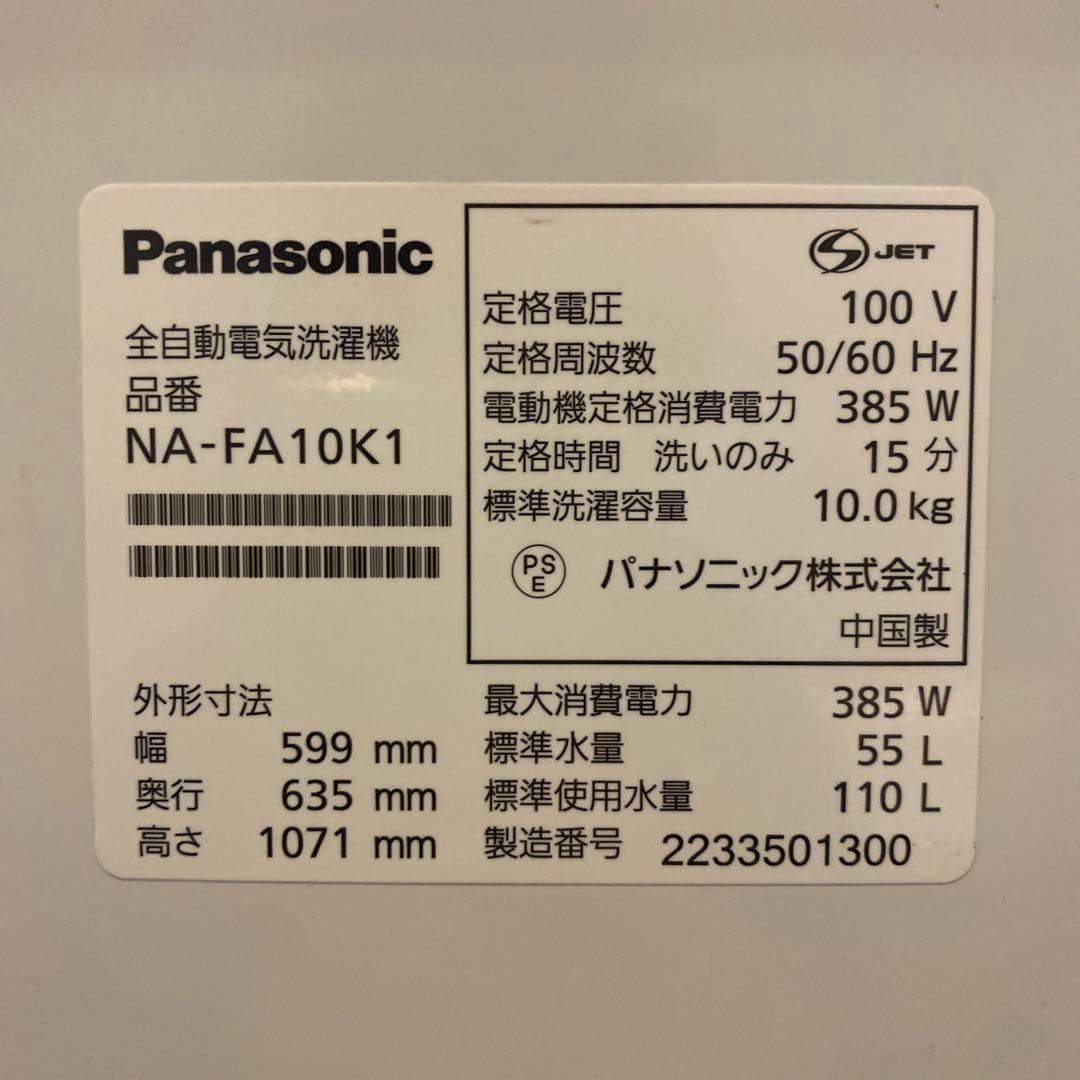 Panasonic
全自動電気洗濯機
品番
NA-FA10K1
S JET
定格電圧 100 V
定格周波数 50/60 Hz
電動機定格消費電力 385 W
定格時間 洗いのみ 15 分
標準洗濯容量 10.0 kg
PS
E
パナソニック株式会社
中国製
外形寸法
幅 599 mm
奥行 635 mm
高さ 1071 mm
最大消費電力 385 W
標準水量 55 L
標準使用水量 110 L
製造番号 2233501300